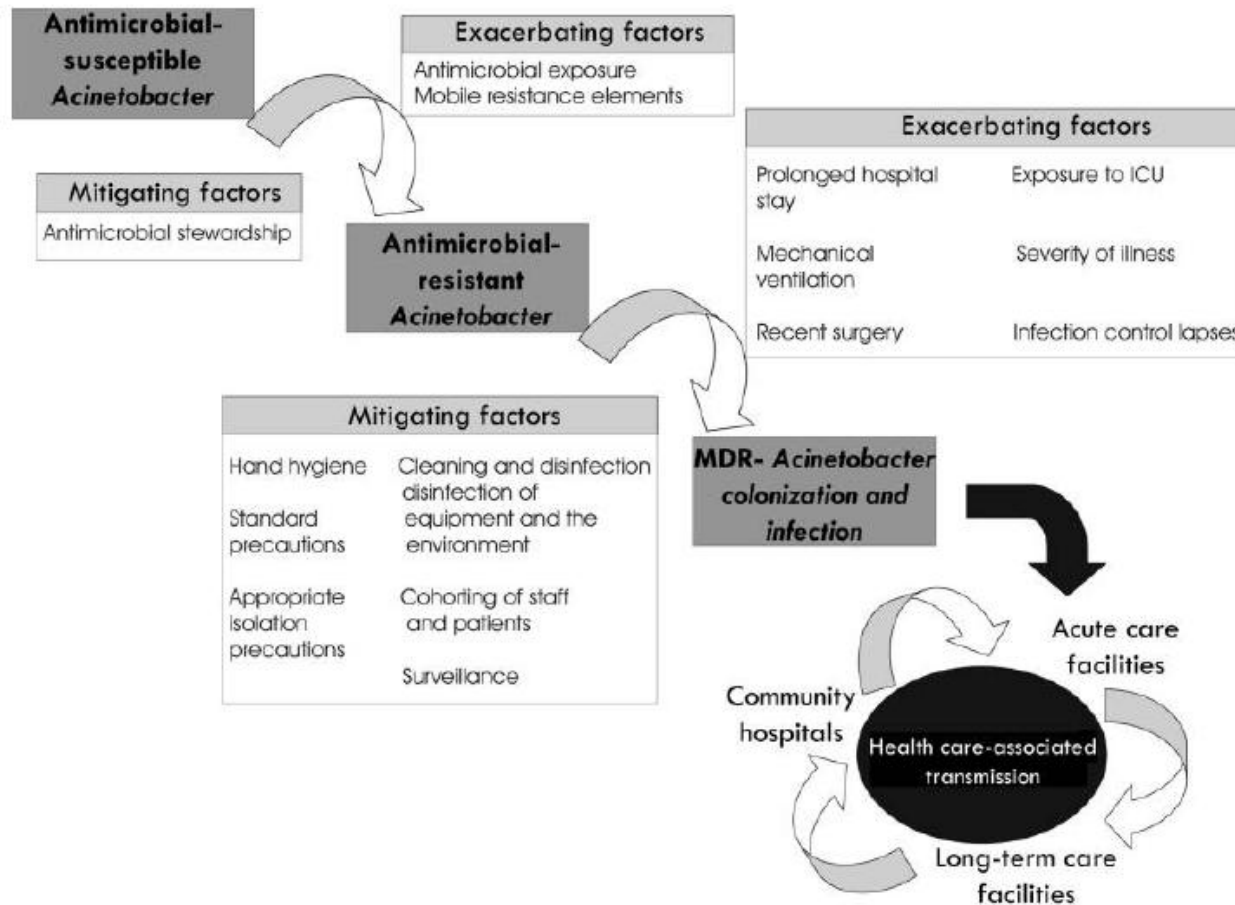 Antimicrobial-
susceptible
Acinetobacter
Exacerbating factors
Antimicrobial exposure
Mobile resistance elements
Mitigating factors
Antimicrobial stewardship
Antimicrobial-
resistant
Acinetobacter
Exacerbating factors
Prolonged hospital
stay
Exposure to ICU
Mechanical
ventilation
Severity of illness
Recent surgery
Infection control lapses
Mitigating factors
Hand hygiene
Standard
precautions
Appropriate
isolation
precautions
Cleaning and disinfection
disinfection of
equipment and the
environment
Cohorting of staff
and patients
Surveillance
MDR- Acinetobacter
colonization and
infection
Acute care
facilities
Community
hospitals
Health care-associated
transmission
Long-term care
facilities